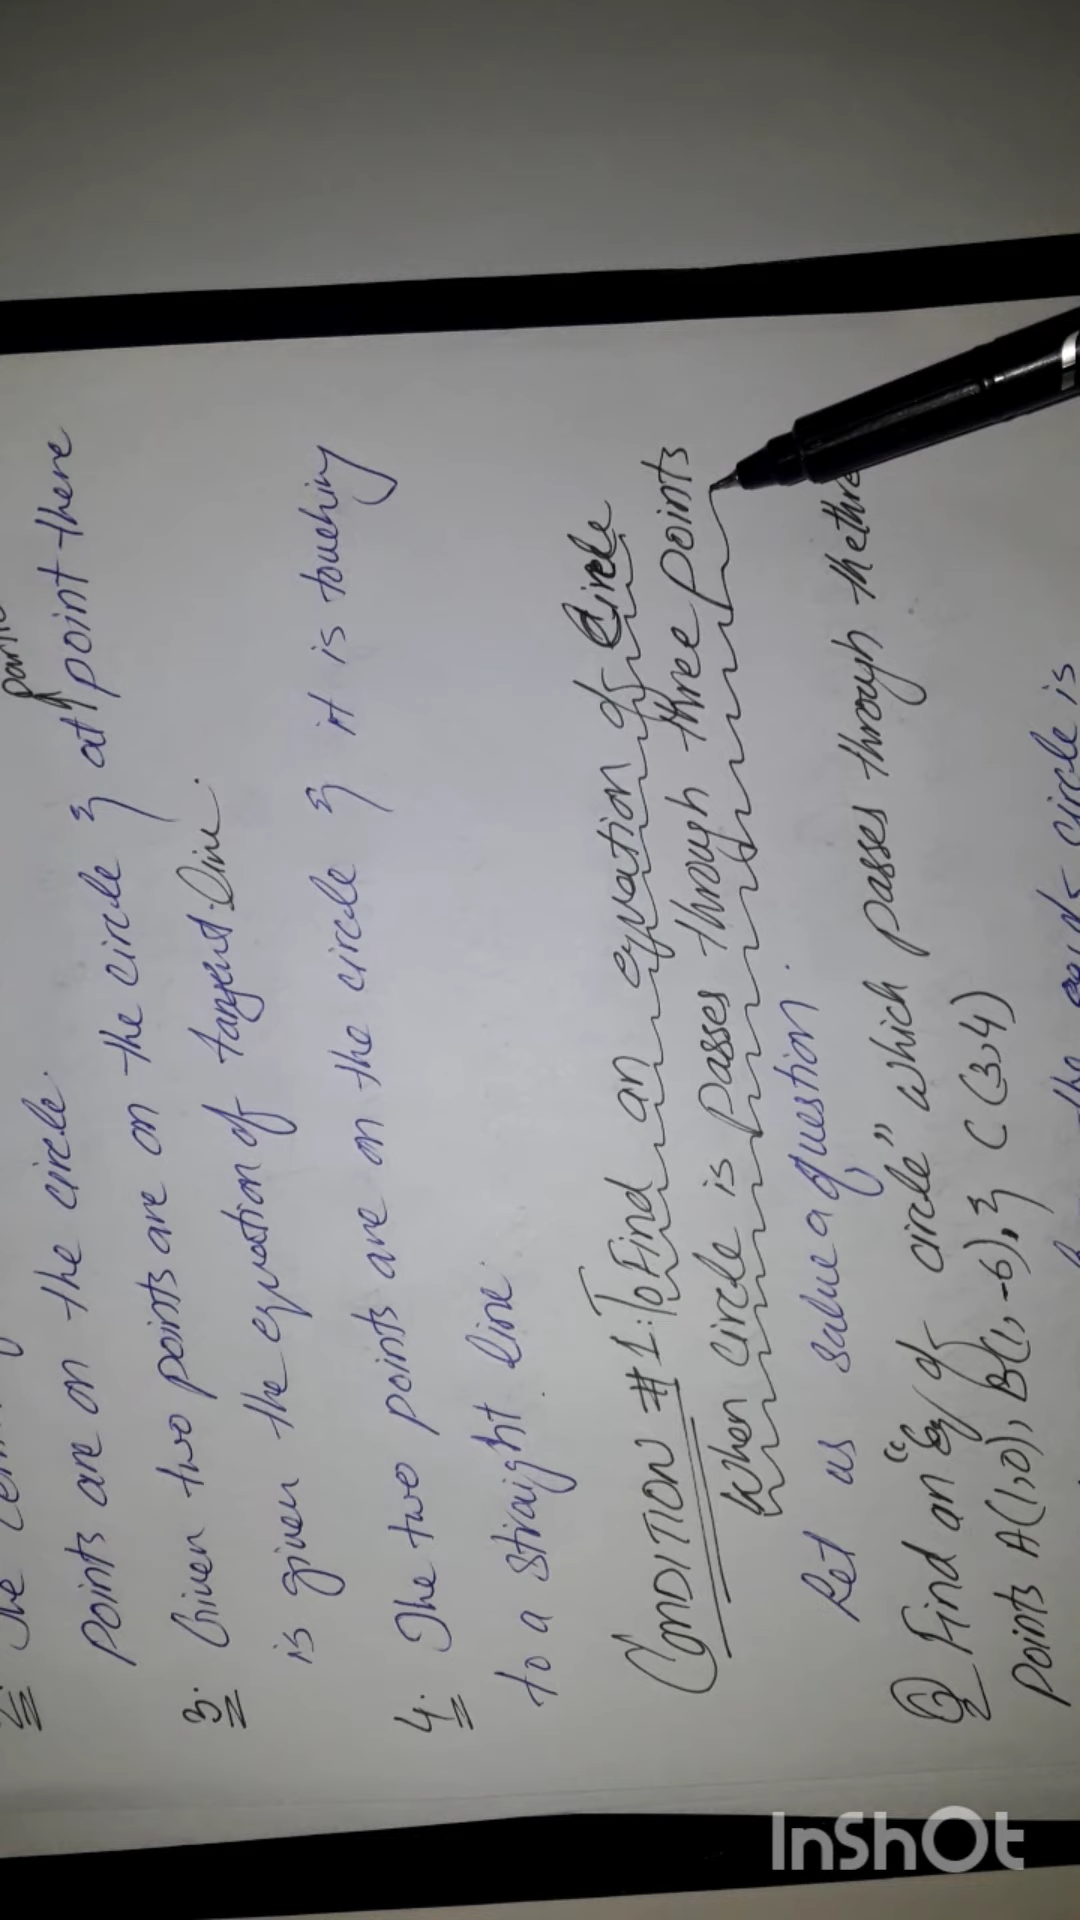 parti
points are on the circle.
3: Given two points are on the circle & at point there
is given the equation of tangent line.
4. The two points are on the circle & it is touching
to a straight line.
CONDITION #1: To Find an equation of Circle
When circle is passes through three points
Let us solve a question.
Q Find an "eq of circle" which passes through the thre
points A(1,0), B(1,-6), & C(3,4)
circle is
InShOt